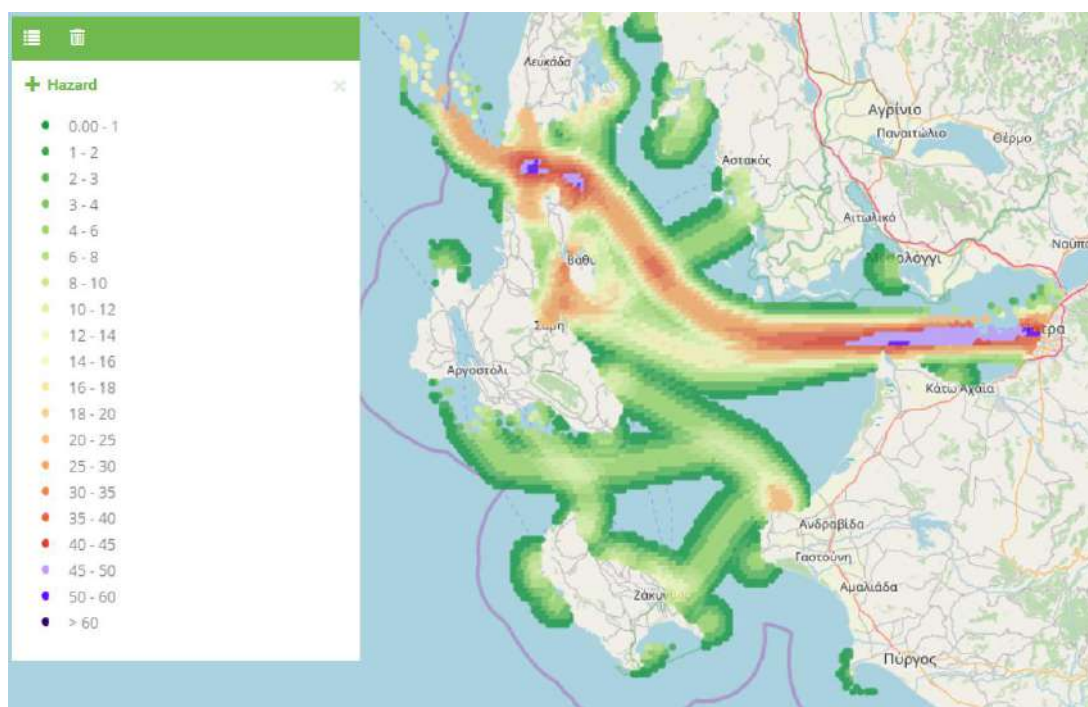 Hazard
0.00 - 1
1 - 2
2 - 3
3 - 4
4 - 6
6 - 8
8 - 10
10 - 12
12 - 14
14 - 16
16 - 18
18 - 20
20 - 25
25 - 30
30 - 35
35 - 40
40 - 45
45 - 50
50 - 60
> 60
Λευκάδα
Αγρίνιο
Παναιτώλιο
Θέρμο
Αστακός
Αιτωλικό
Ναύπα
Βαθύ
Σάμη
τρα
Αργοστόλι
Κάτω Αχαΐα
Ανδραβίδα
Γαστούνη
Αμαλιάδα
Πύργος